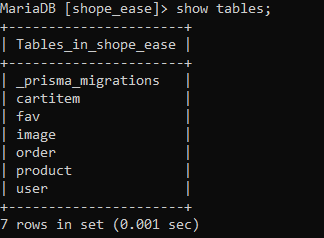 MariaDB [shope_ease]> show tables;
+----------------------+
| Tables_in_shope_ease |
+----------------------+
| _prisma_migrations   |
| cartitem             |
| fav                  |
| image                |
| order                |
| product              |
| user                 |
+----------------------+
7 rows in set (0.001 sec)